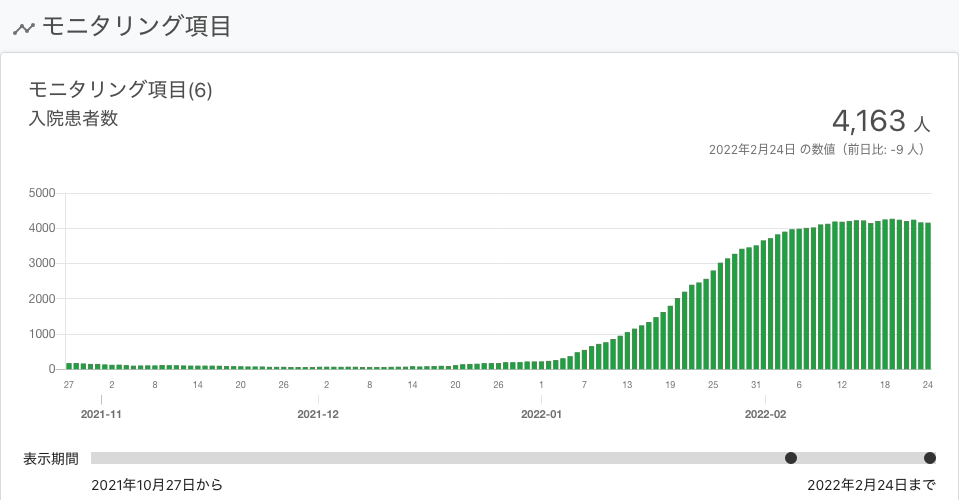 モニタリング項目
モニタリング項目(6)
入院患者数
4,163 人
2022年2月24日 の数値（前日比: -9 人）
5000
4000
3000
2000
1000
0
27 2 8 14 20 26 2 8 14 20 26 1 7 13 19 25 31 6 12 18 24
2021-11 2021-12 2022-01 2022-02
表示期間
2021年10月27日から 2022年2月24日まで